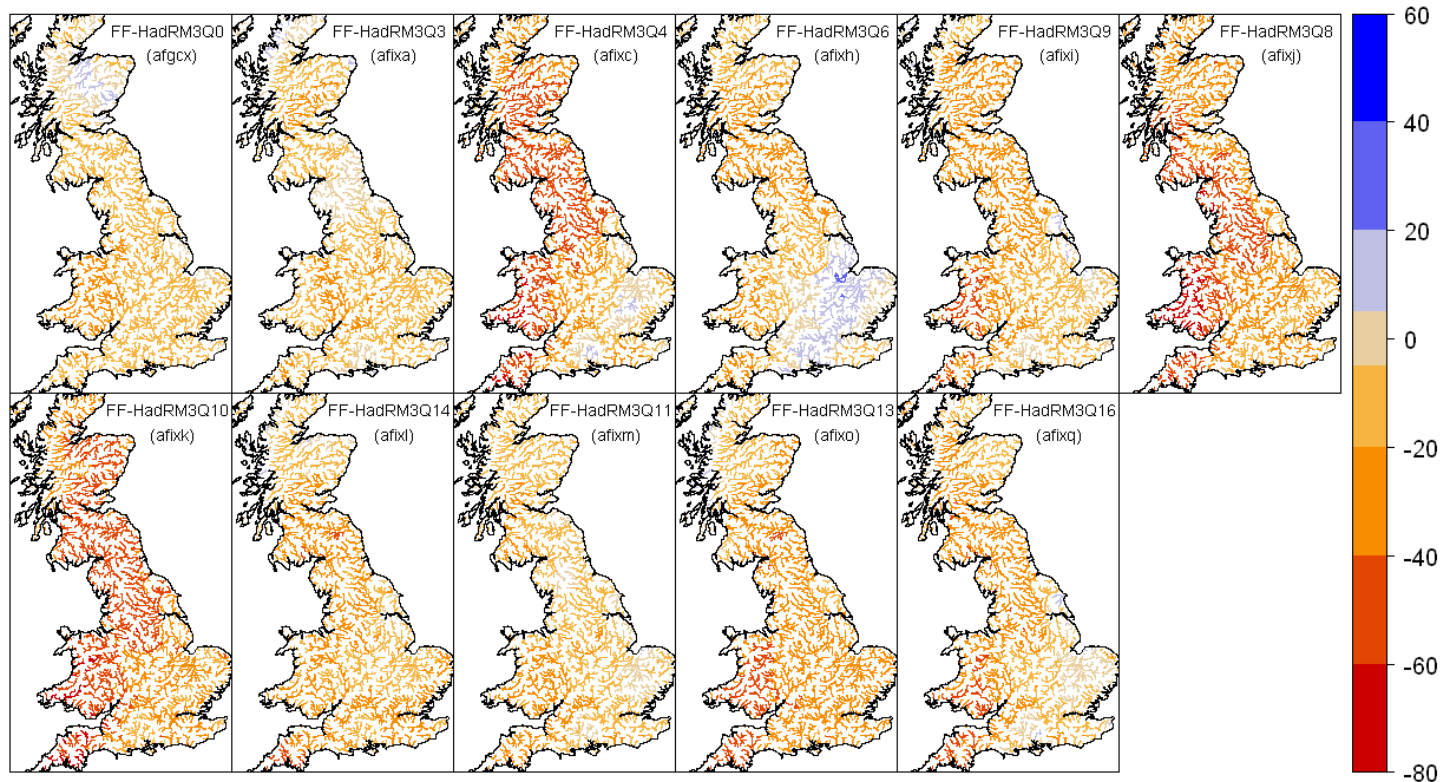 FF-HadRM3Q0
(afgcx)
FF-HadRM3Q3
(afixa)
FF-HadRM3Q4
(afixc)
FF-HadRM3Q6
(afixh)
FF-HadRM3Q9
(afixi)
FF-HadRM3Q8
(afixj)
FF-HadRM3Q10
(afixk)
FF-HadRM3Q14
(afixl)
FF-HadRM3Q11
(afixm)
FF-HadRM3Q13
(afixo)
FF-HadRM3Q16
(afixq)
60
40
20
0
-20
-40
-60
-80